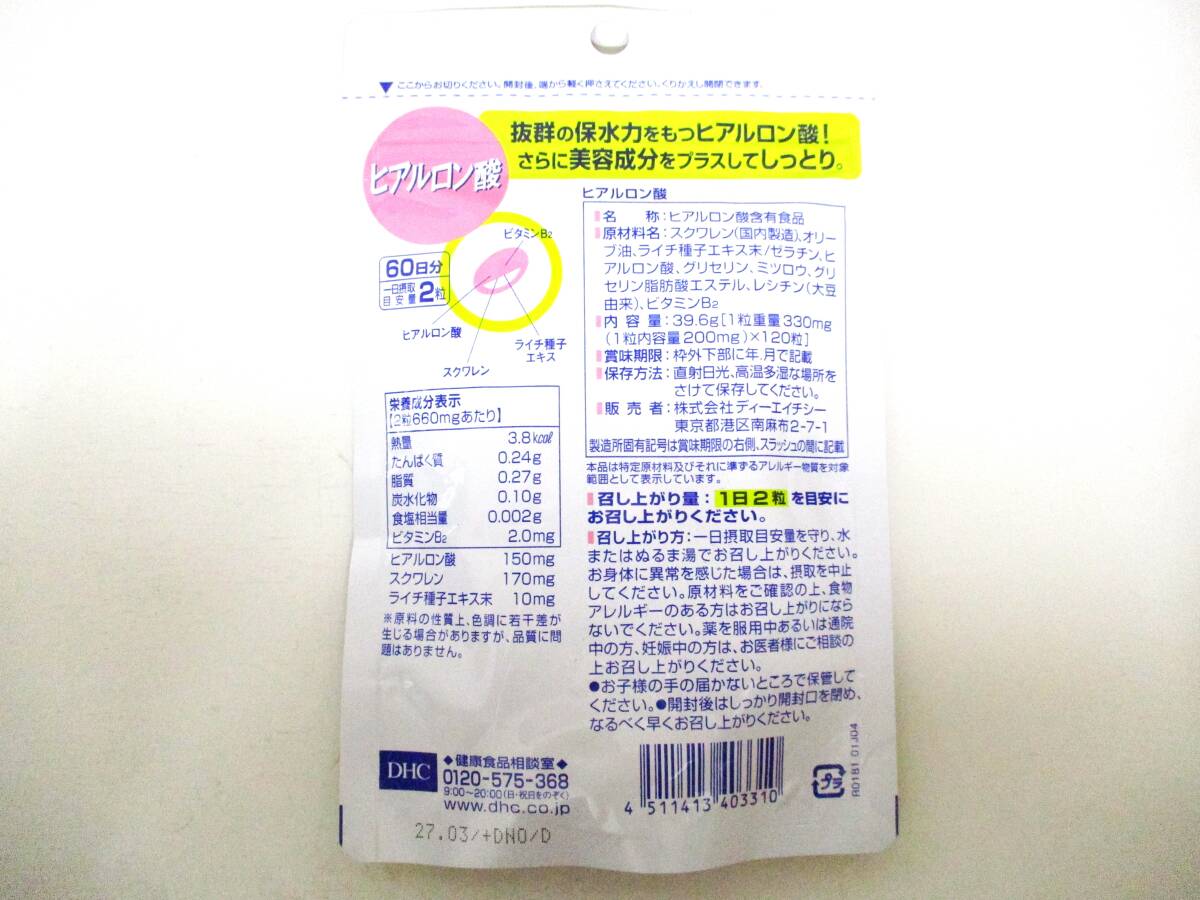 ▼ここからお切りください。開封後、端から軽く押さえてください。くりかえし開閉できます。
抜群の保水力をもつヒアルロン酸！
さらに美容成分をプラスしてしっとり。
ヒアルロン酸
ビタミンB2
60日分
一日摂取
目安量2粒
ヒアルロン酸
ライチ種子
エキス
スクワレン
栄養成分表示
【2粒660mgあたり】
熱量 3.8kcal
たんぱく質 0.24g
脂質 0.27g
炭水化物 0.10g
食塩相当量 0.002g
ビタミンB2 2.0mg
ヒアルロン酸 150mg
スクワレン 170mg
ライチ種子エキス末 10mg
※原料の性質上、色調に若干差が
生じる場合がありますが、品質に問
題はありません。
ヒアルロン酸
名　称：ヒアルロン酸含有食品
原材料名：スクワレン(国内製造)、オリー
ブ油、ライチ種子エキス末/ゼラチン、ヒ
アルロン酸、グリセリン、ミツロウ、グリ
セリン脂肪酸エステル、レシチン(大豆
由来)、ビタミンB2
内容量：39.6g[1粒重量330mg
(1粒内容量200mg)×120粒]
賞味期限：枠外下部に年.月で記載
保存方法：直射日光、高温多湿な場所を
さけて保存してください。
販売者：株式会社ディーエイチシー
東京都港区南麻布2-7-1
製造所固有記号は賞味期限の右側、スラッシュの間に記載
本品は特定原材料及びそれに準ずるアレルギー物質を対象
範囲として表示しています。
召し上がり量：1日2粒を目安に
お召し上がりください。
召し上がり方：一日摂取目安量を守り、水
またはぬるま湯でお召し上がりください。
お身体に異常を感じた場合は、摂取を中止
してください。原材料をご確認の上、食物
アレルギーのある方はお召し上がりになら
ないでください。薬を服用中あるいは通院
中の方、妊娠中の方は、お医者様にご相談の
上お召し上がりください。
●お子様の手の届かないところで保管して
ください。●開封後はしっかり開封口を閉め、
なるべく早くお召し上がりください。
DHC
◆健康食品相談室◆
0120-575-368
9:00〜20:00(日・祝日をのぞく)
www.dhc.co.jp
4 511413 403310
プラ
R0181 01J04
27.03/+DNO/D